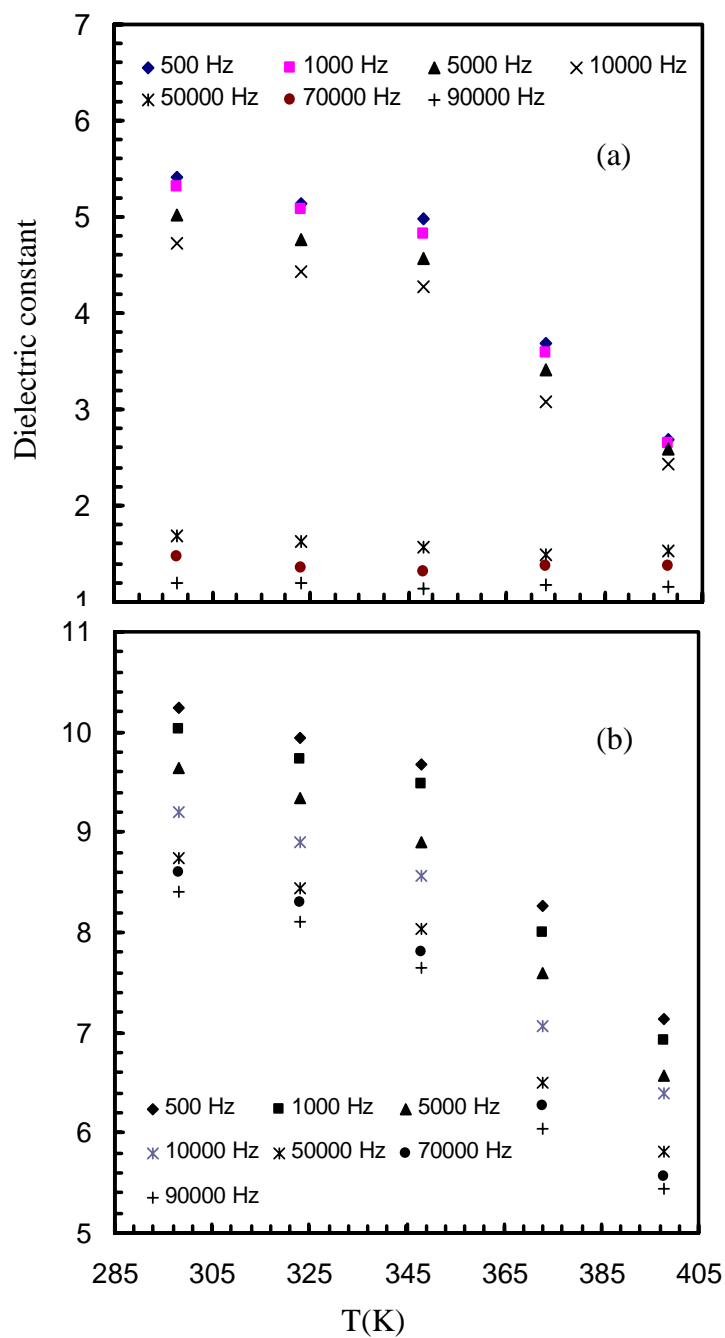 7
500 Hz 1000 Hz 5000 Hz 10000 Hz
50000 Hz 70000 Hz 90000 Hz
6
(a)
5
4
3
2
1
Dielectric constant
11
10
(b)
9
8
7
6
500 Hz 1000 Hz 5000 Hz
10000 Hz 50000 Hz 70000 Hz
90000 Hz
5
285 305 325 345 365 385 405
T(K)